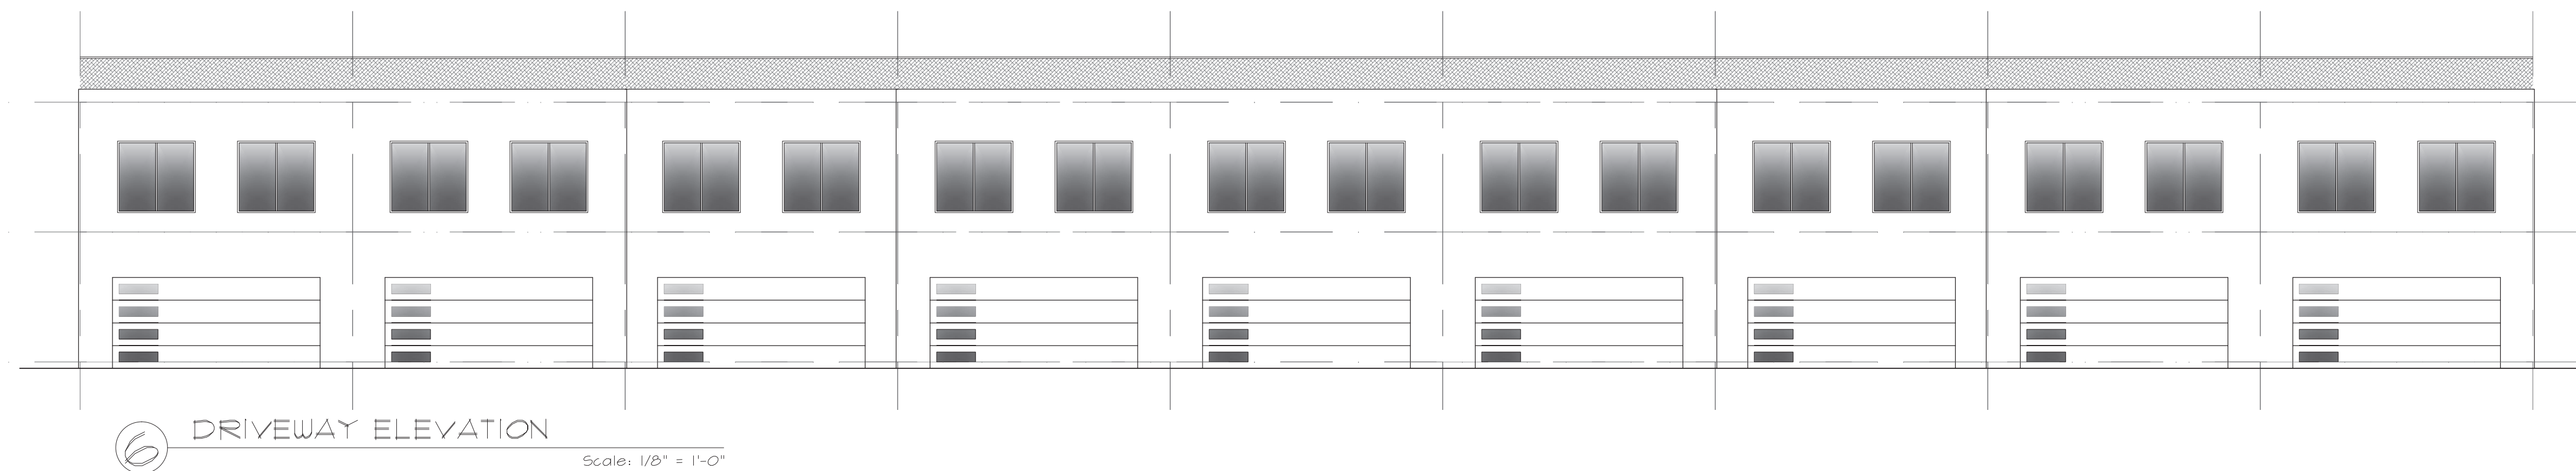 6
DRIVEWAY ELEVATION
Scale: 1/8" = 1'-0"